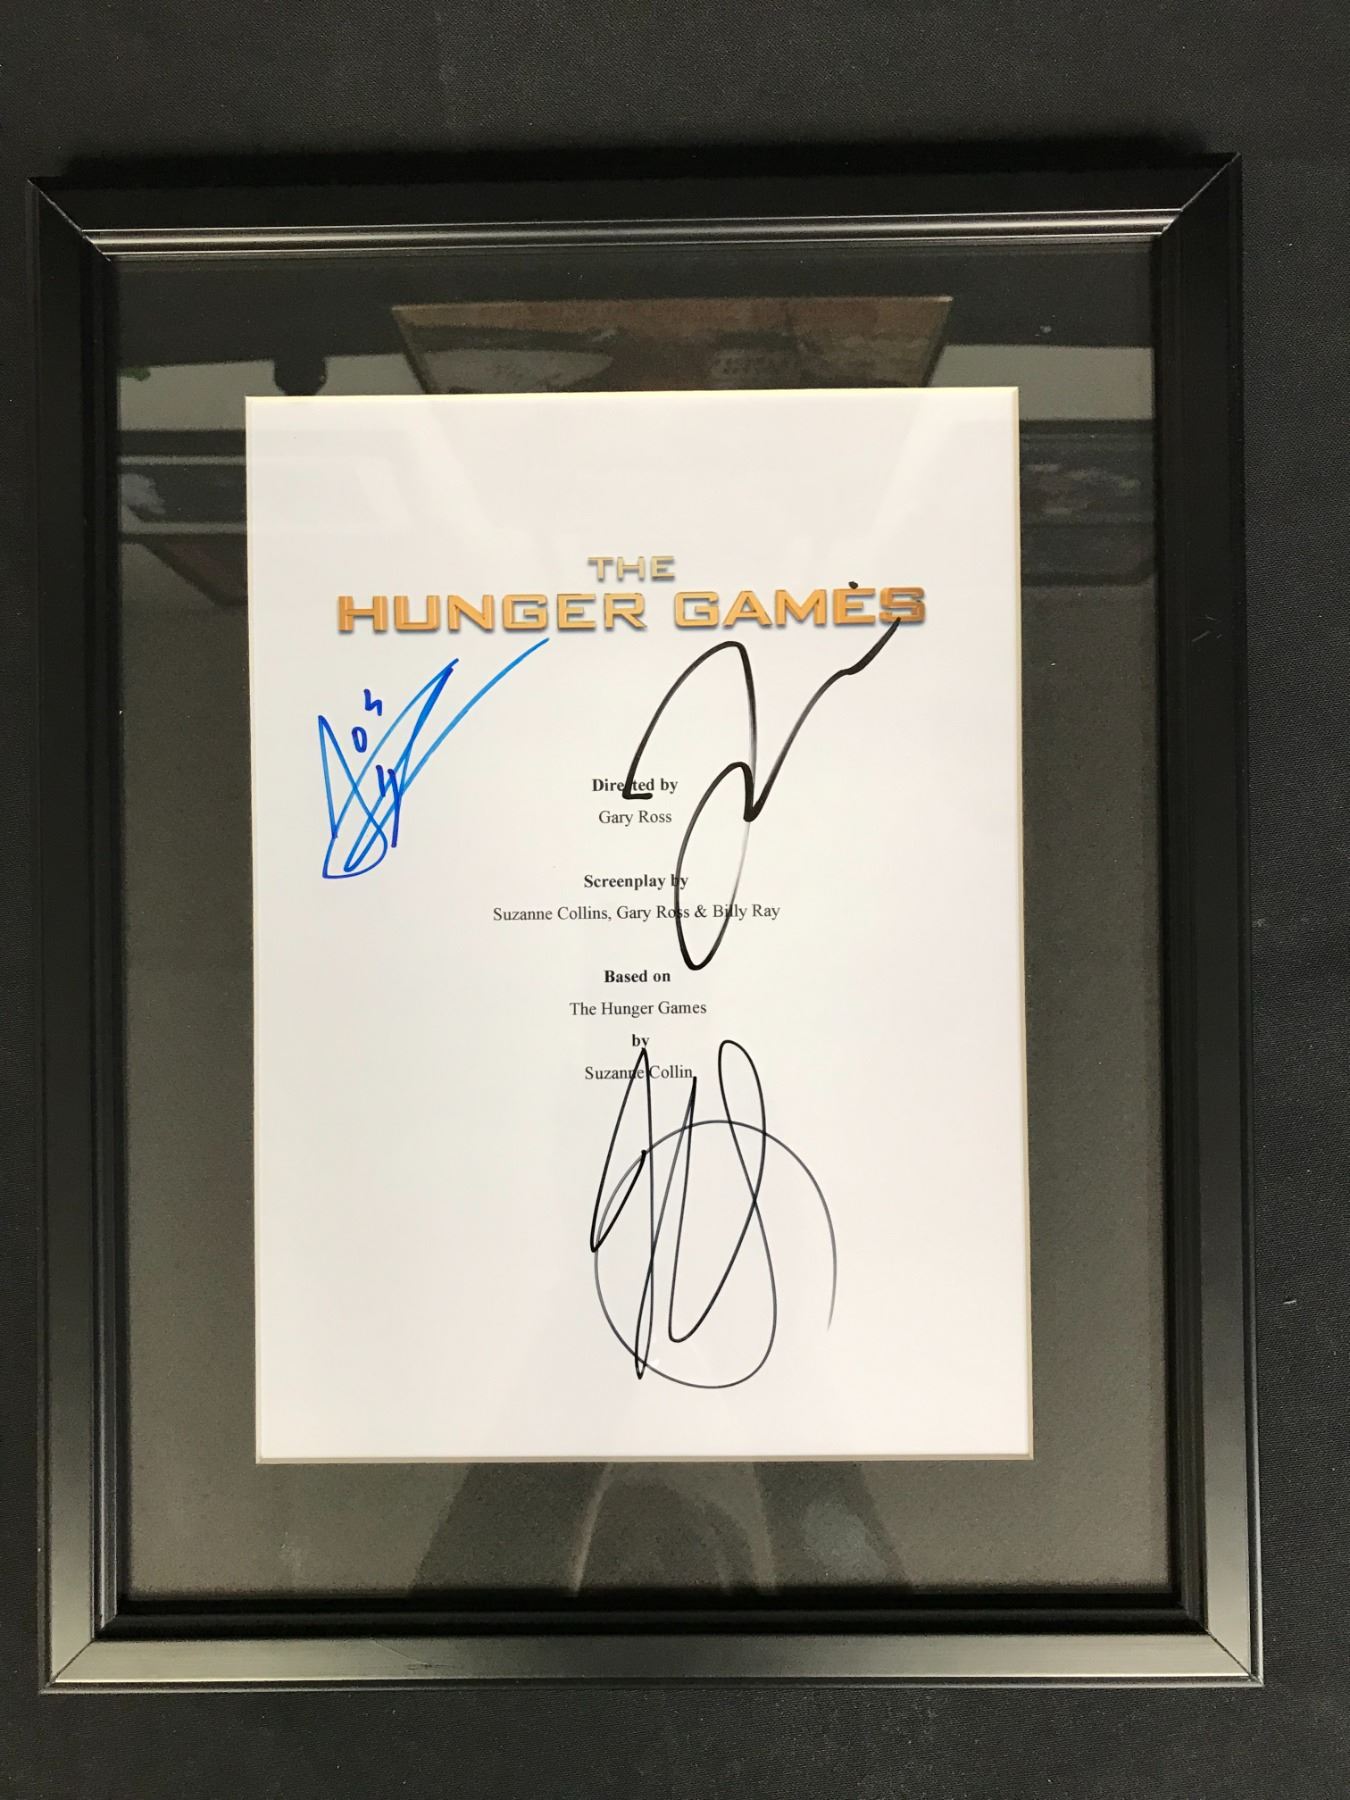 THE
HUNGER GAMES
Directed by
Gary Ross
Screenplay by
Suzanne Collins, Gary Ross & Billy Ray
Based on
The Hunger Games
by
Suzanne Collin